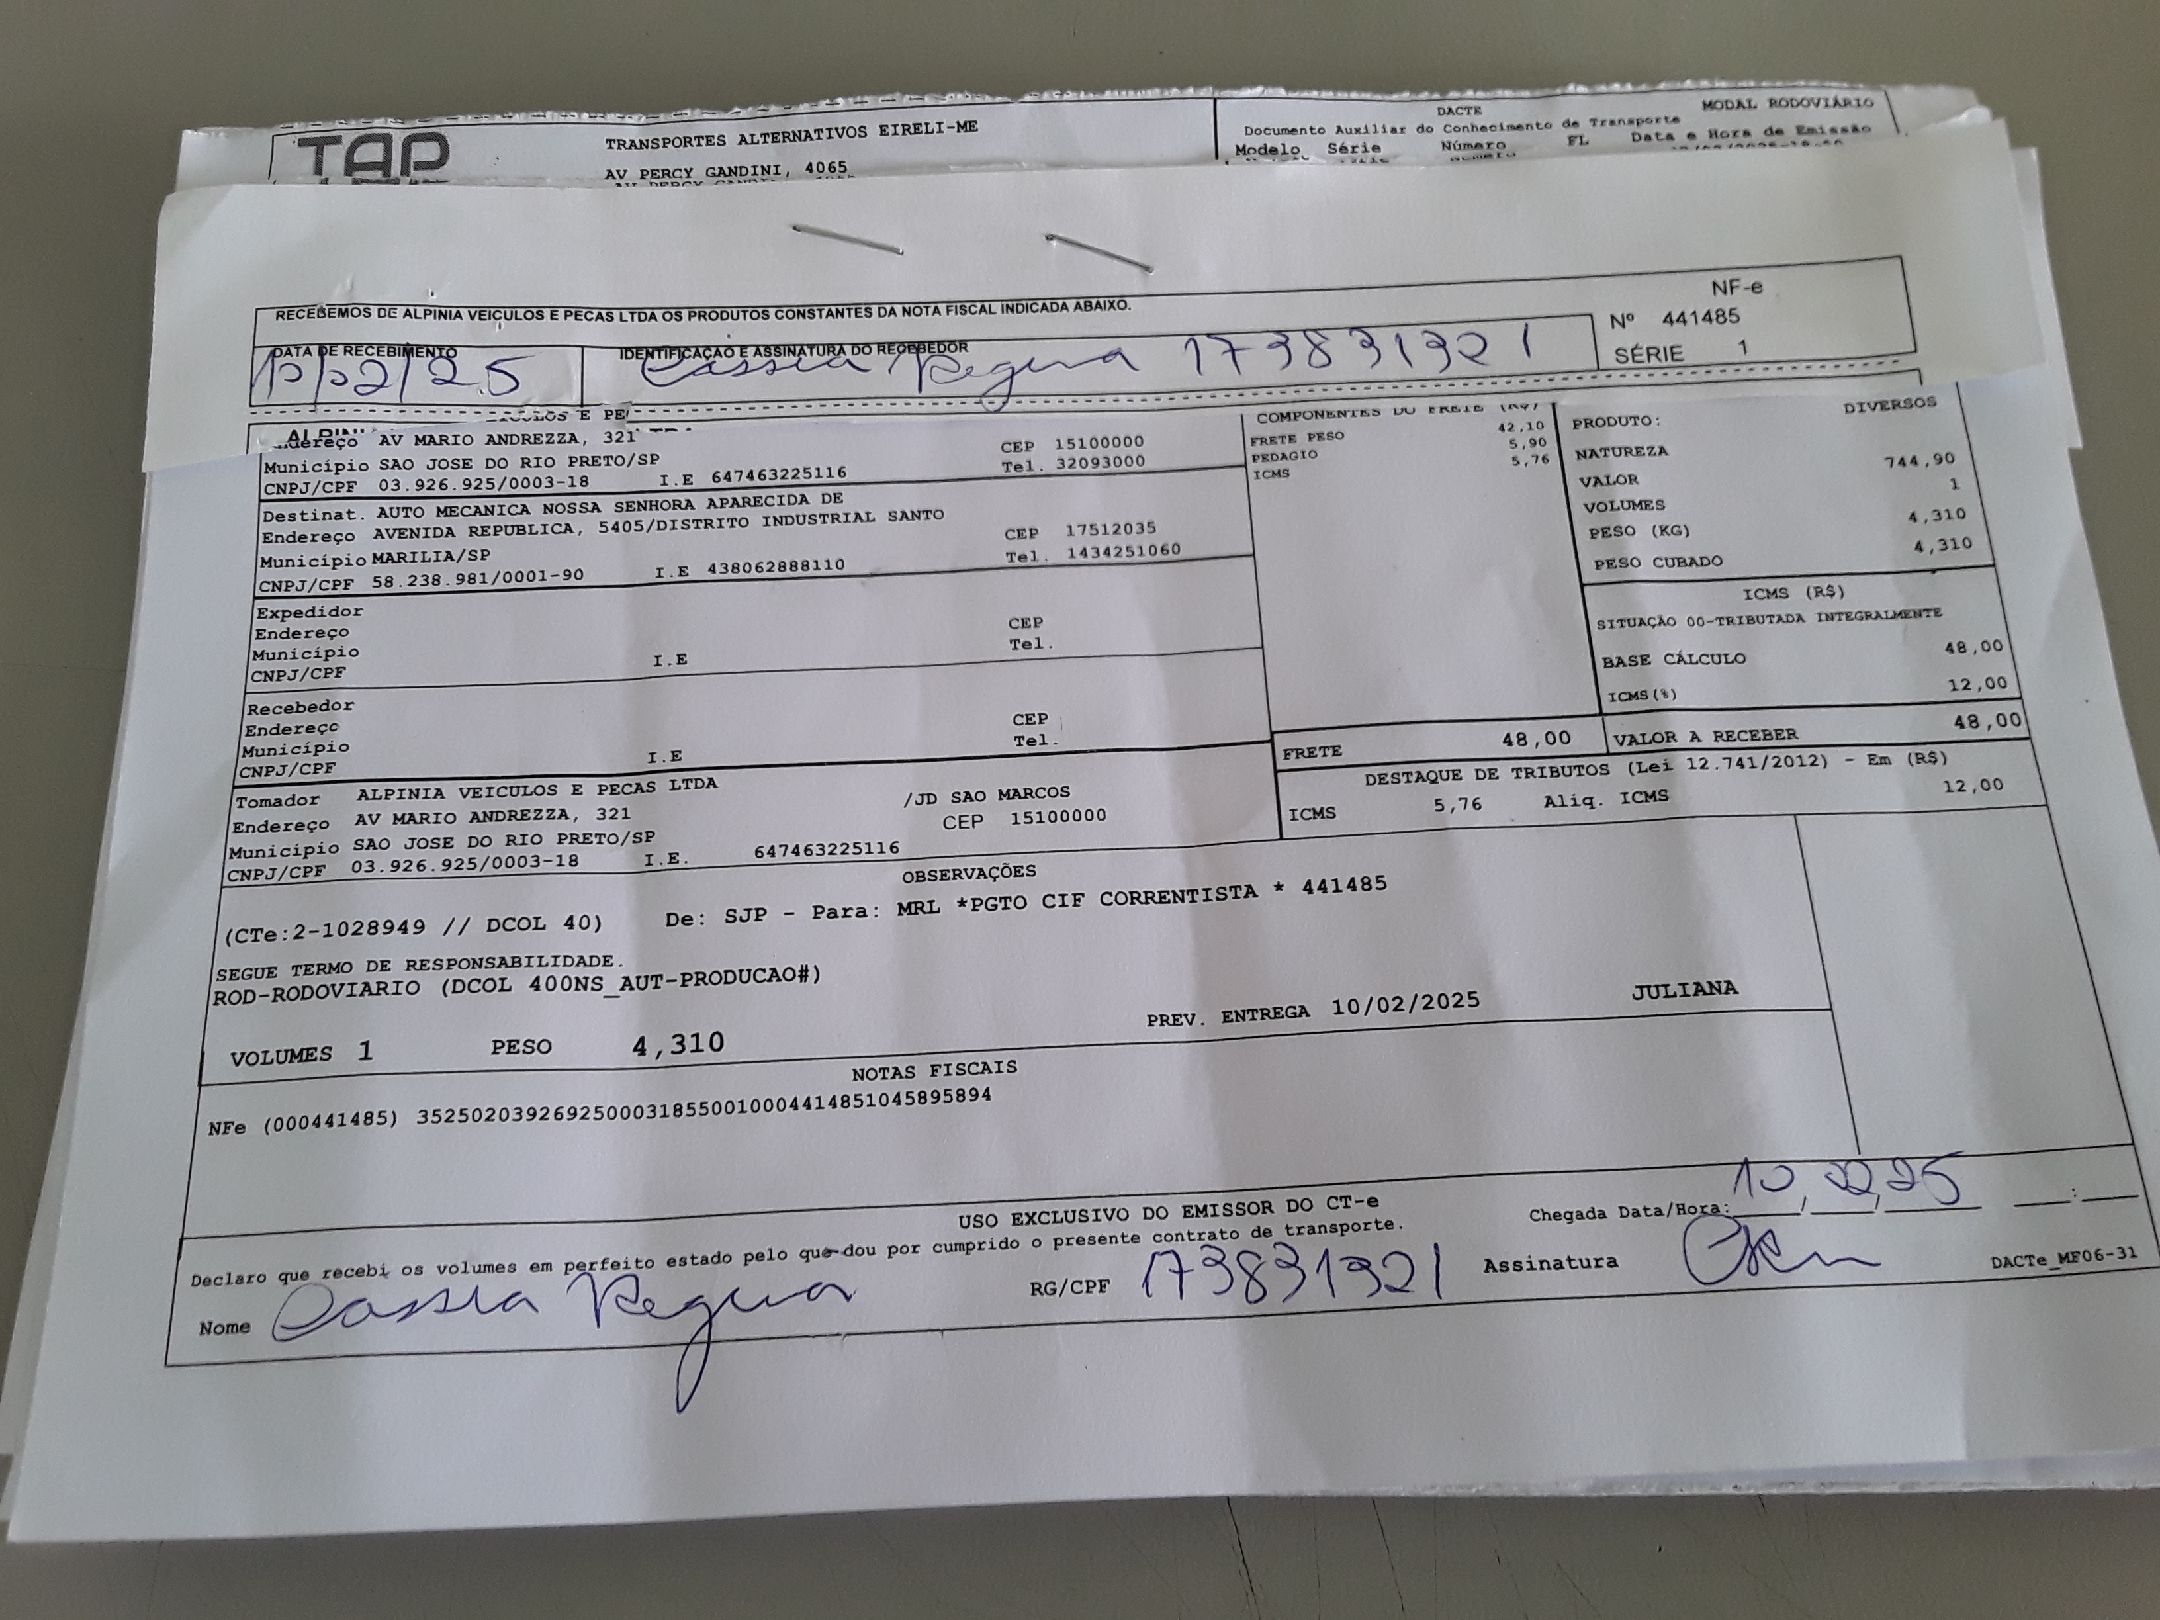 TAP
TRANSPORTES ALTERNATIVOS EIRELI-ME
AV PERCY GANDINI, 4065
DACTE
MODAL RODOVIÁRIO
Documento Auxiliar do Conhecimento de Transporte
Modelo Série Número FL Data e Hora de Emissão
RECEBEMOS DE ALPINIA VEICULOS E PECAS LTDA OS PRODUTOS CONSTANTES DA NOTA FISCAL INDICADA ABAIXO.
NF-e
Nº 441485
SÉRIE 1
DATA DE RECEBIMENTO
IDENTIFICAÇÃO E ASSINATURA DO RECEBEDOR
10/02/25
Cássia Regina 173831321
Endereço AV MARIO ANDREZZA, 321
CEP 15100000
Município SAO JOSE DO RIO PRETO/SP
Tel. 32093000
CNPJ/CPF 03.926.925/0003-18 I.E 647463225116
Destinat. AUTO MECANICA NOSSA SENHORA APARECIDA DE
Endereço AVENIDA REPUBLICA, 5405/DISTRITO INDUSTRIAL SANTO
CEP 17512035
Município MARILIA/SP
Tel. 1434251060
CNPJ/CPF 58.238.981/0001-90 I.E 438062888110
Expedidor
Endereço
CEP
Município
Tel.
CNPJ/CPF I.E
Recebedor
Endereço
CEP
Município
Tel.
CNPJ/CPF I.E
Tomador ALPINIA VEICULOS E PECAS LTDA
Endereço AV MARIO ANDREZZA, 321 /JD SAO MARCOS
Município SAO JOSE DO RIO PRETO/SP CEP 15100000
CNPJ/CPF 03.926.925/0003-18 I.E. 647463225116
COMPONENTES DO FRETE (R$)
FRETE PESO 42,10
PEDAGIO 5,90
ICMS 5,76
PRODUTO: DIVERSOS
NATUREZA
VALOR 744,90
VOLUMES 1
PESO (KG) 4,310
PESO CUBADO 4,310
ICMS (R$)
SITUAÇÃO 00-TRIBUTADA INTEGRALMENTE
BASE CÁLCULO 48,00
ICMS(%) 12,00
FRETE 48,00
VALOR A RECEBER 48,00
DESTAQUE DE TRIBUTOS (Lei 12.741/2012) - Em (R$)
ICMS 5,76 Aliq. ICMS 12,00
OBSERVAÇÕES
(CTe:2-1028949 // DCOL 40) De: SJP - Para: MRL *PGTO CIF CORRENTISTA * 441485
SEGUE TERMO DE RESPONSABILIDADE.
ROD-RODOVIARIO (DCOL 400NS_AUT-PRODUCAO#)
VOLUMES 1 PESO 4,310
PREV. ENTREGA 10/02/2025 JULIANA
NOTAS FISCAIS
NFe (000441485) 35250203926925000318550010004414851045895894
USO EXCLUSIVO DO EMISSOR DO CT-e
Chegada Data/Hora: 10/02/25 __:__
Declaro que recebi os volumes em perfeito estado pelo que dou por cumprido o presente contrato de transporte.
Nome Cassia Regina RG/CPF 173831321 Assinatura
DACTe_MF06-31